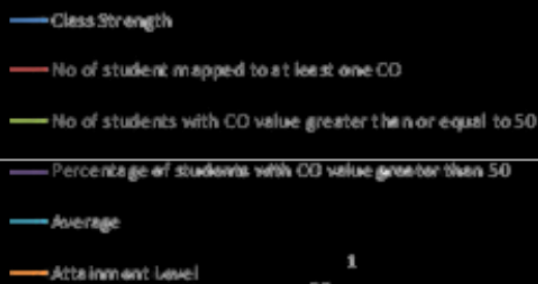 Class Strength
No of student mapped to at least one CO
No of students with CO value greater than or equal to 50
Percentage of students with CO value greater than 50
Average
Attainment Level
1